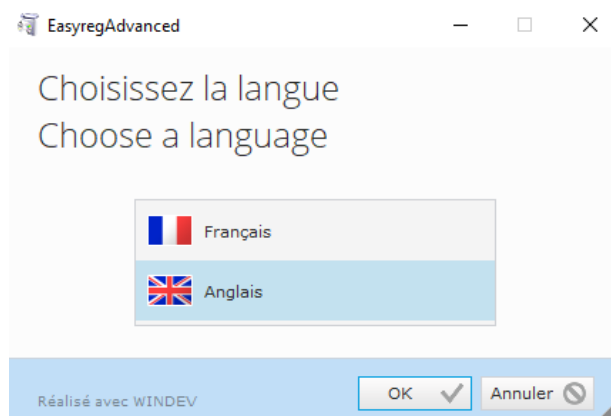 EasyregAdvanced
Choisissez la langue
Choose a language
Français
Anglais
Réalisé avec WINDEV
OK
Annuler